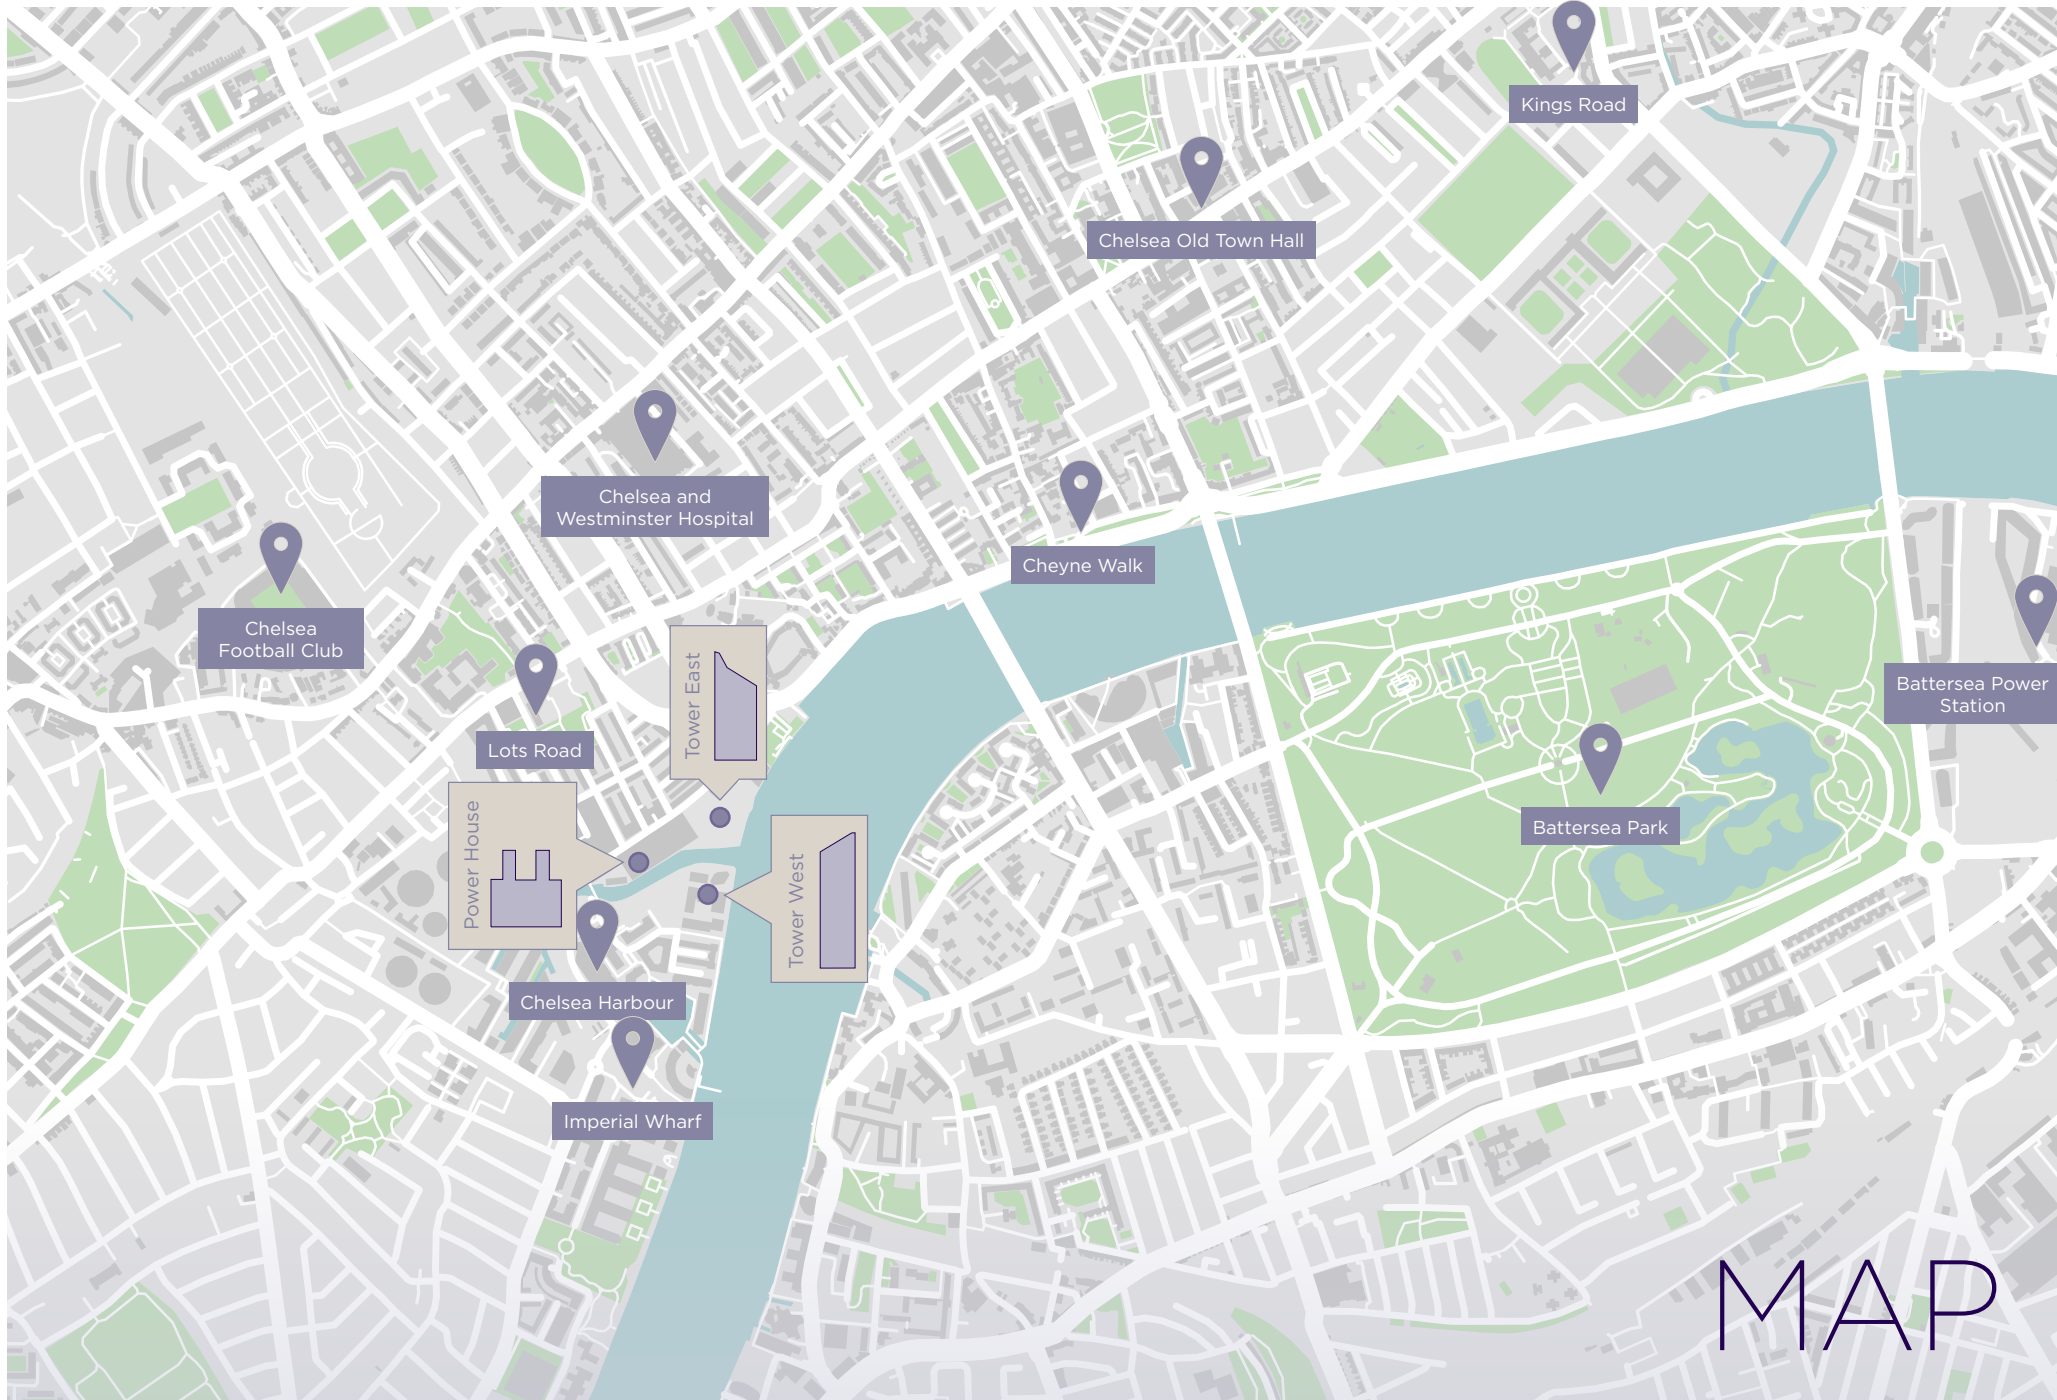 Kings Road
Chelsea Old Town Hall
Chelsea and
Westminster Hospital
Cheyne Walk
Chelsea
Football Club
Battersea Power
Station
Tower East
Lots Road
Battersea Park
Power House
Tower West
Chelsea Harbour
Imperial Wharf
MAP